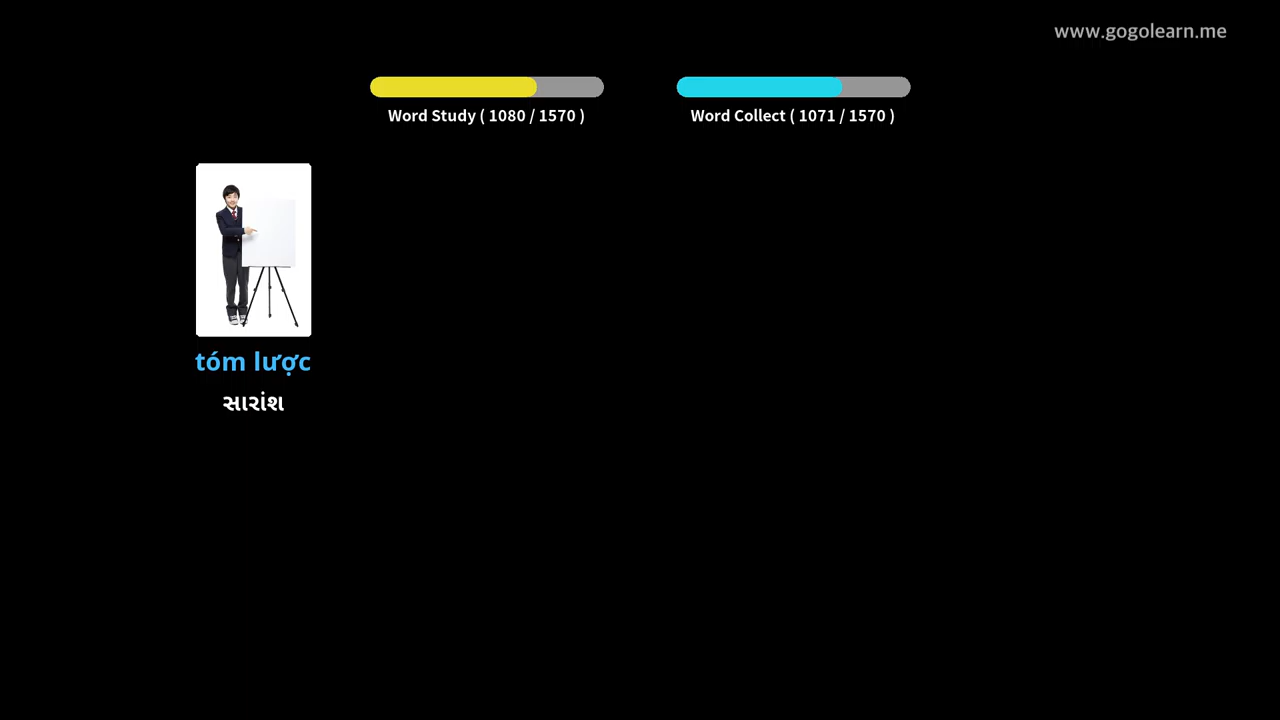 www.gogolearn.me
Word Study ( 1080 / 1570 )
Word Collect ( 1071 / 1570 )
tóm lược
સારાંશ